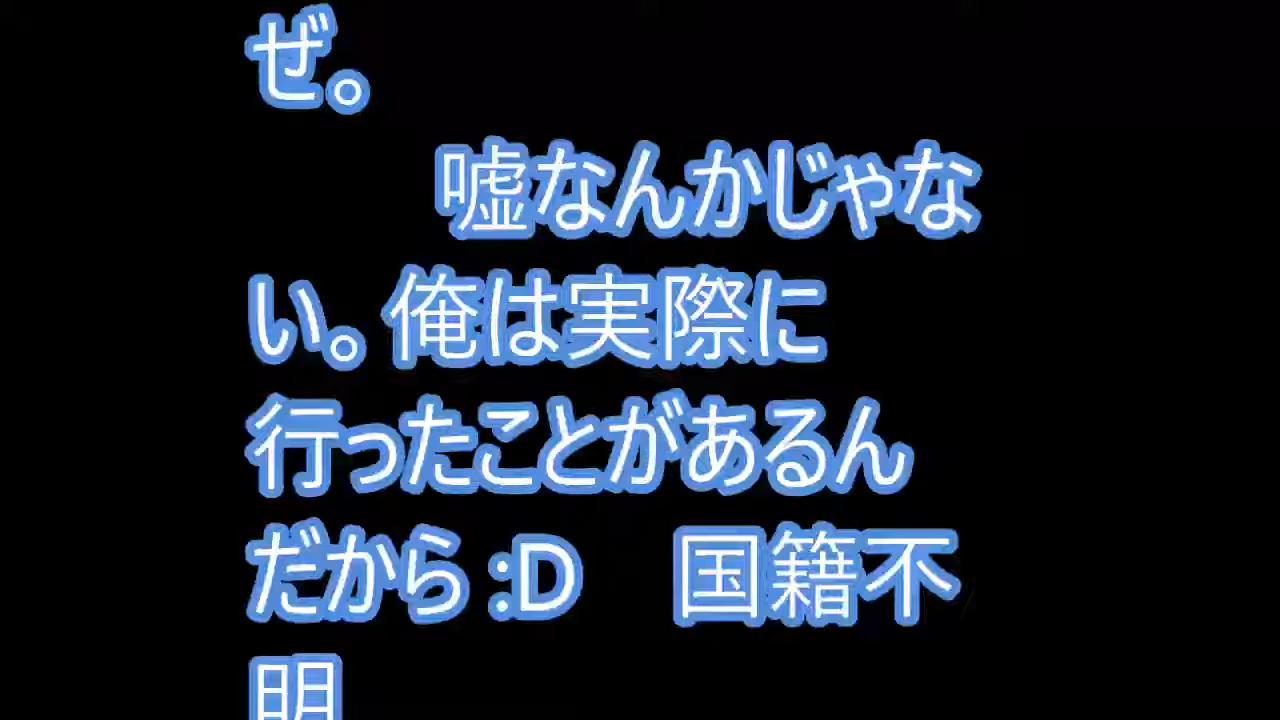 ぜ。
嘘なんかじゃな
い。俺は実際に
行ったことがあるん
だから :D　国籍不
明